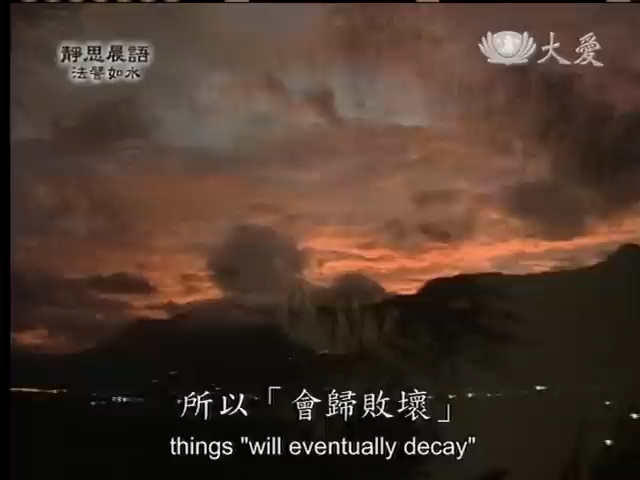 靜思晨語
法譬如水
大愛
所以「會歸敗壞」
things "will eventually decay"